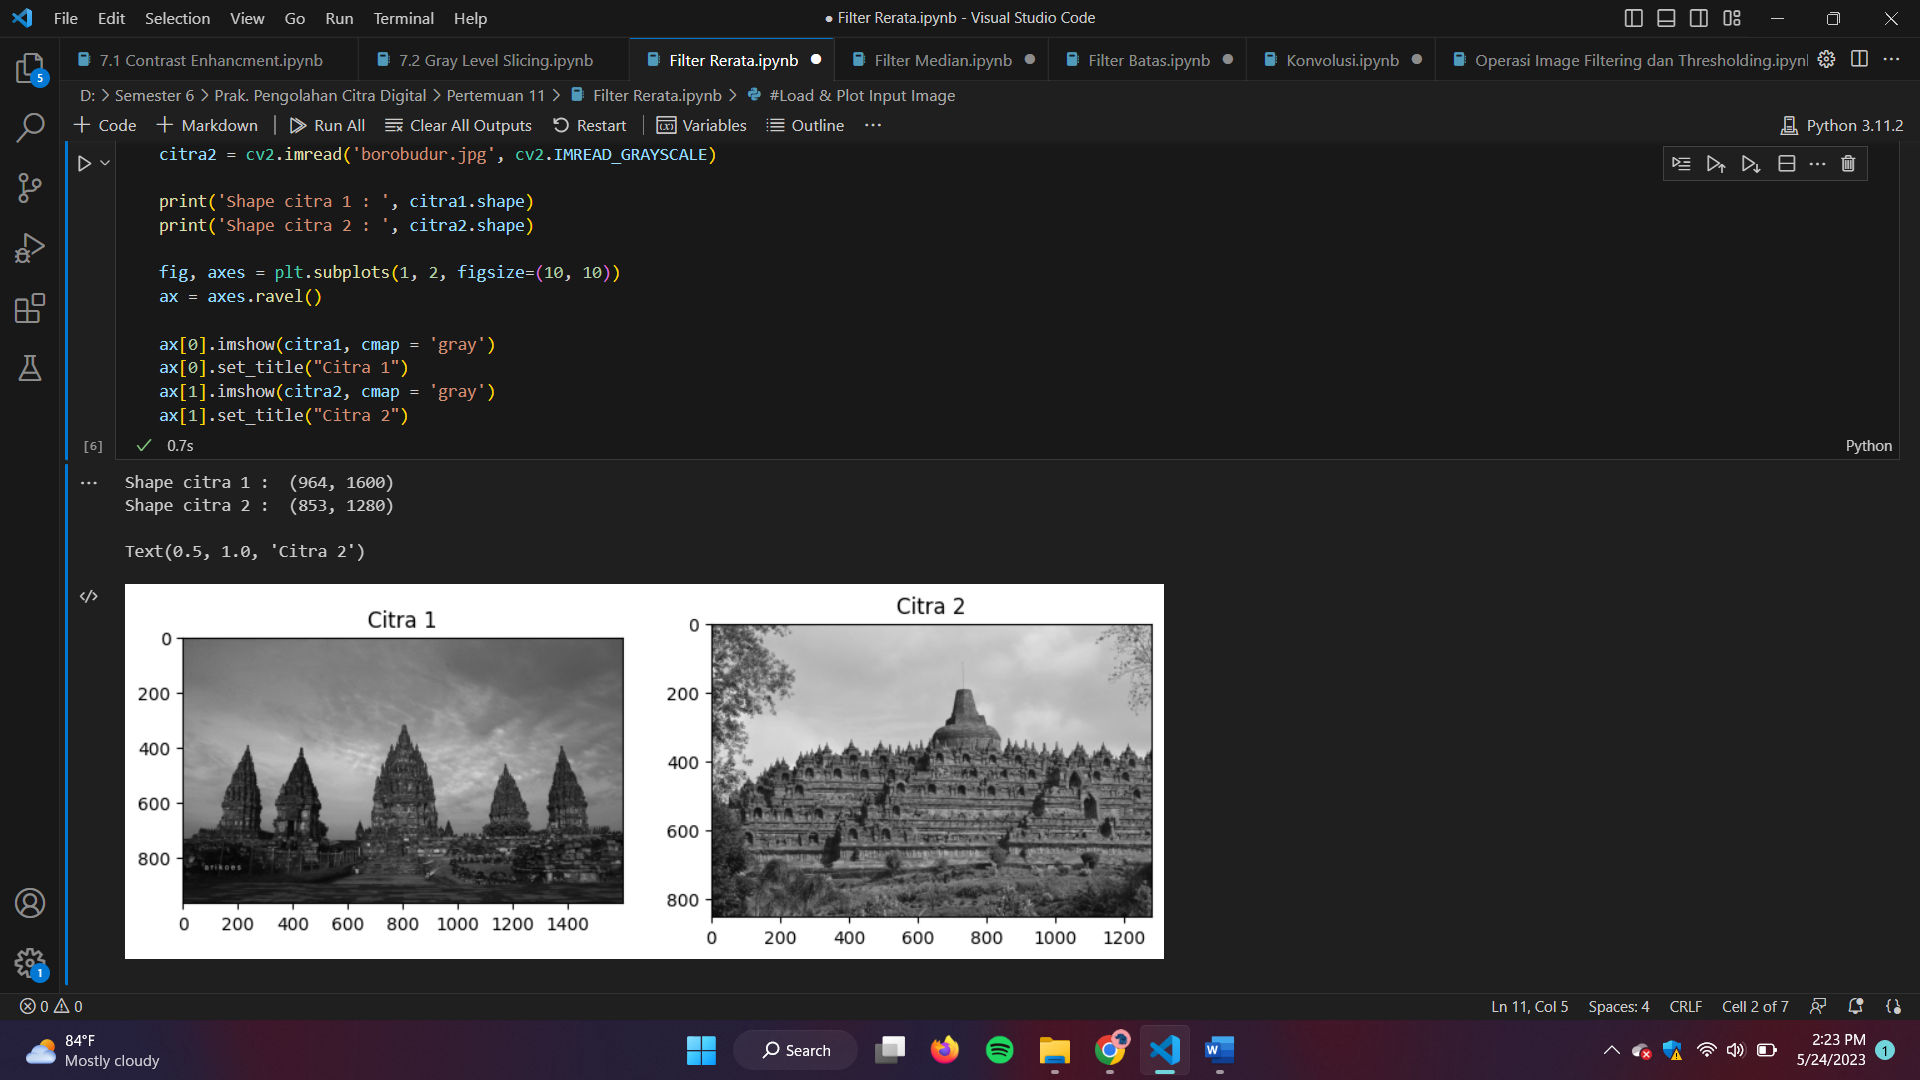 File Edit Selection View Go Run Terminal Help
● Filter Rerata.ipynb - Visual Studio Code
7.1 Contrast Enhancment.ipynb
7.2 Gray Level Slicing.ipynb
Filter Rerata.ipynb
Filter Median.ipynb
Filter Batas.ipynb
Konvolusi.ipynb
Operasi Image Filtering dan Thresholding.ipynl
D: > Semester 6 > Prak. Pengolahan Citra Digital > Pertemuan 11 > Filter Rerata.ipynb > #Load & Plot Input Image
+ Code + Markdown | Run All Clear All Outputs Restart | Variables Outline ...
Python 3.11.2
citra2 = cv2.imread('borobudur.jpg', cv2.IMREAD_GRAYSCALE)
print('Shape citra 1 : ', citra1.shape)
print('Shape citra 2 : ', citra2.shape)
fig, axes = plt.subplots(1, 2, figsize=(10, 10))
ax = axes.ravel()
ax[0].imshow(citra1, cmap = 'gray')
ax[0].set_title("Citra 1")
ax[1].imshow(citra2, cmap = 'gray')
ax[1].set_title("Citra 2")
[6] ✓ 0.7s
Python
Shape citra 1 :  (964, 1600)
Shape citra 2 :  (853, 1280)
Text(0.5, 1.0, 'Citra 2')
Citra 1
0
200
400
600
800
0 200 400 600 800 1000 1200 1400
arikoes
Citra 2
0
200
400
600
800
0 200 400 600 800 1000 1200
5
1
0 0
Ln 11, Col 5 Spaces: 4 CRLF Cell 2 of 7
84°F
Mostly cloudy
Search
2:23 PM
5/24/2023
1